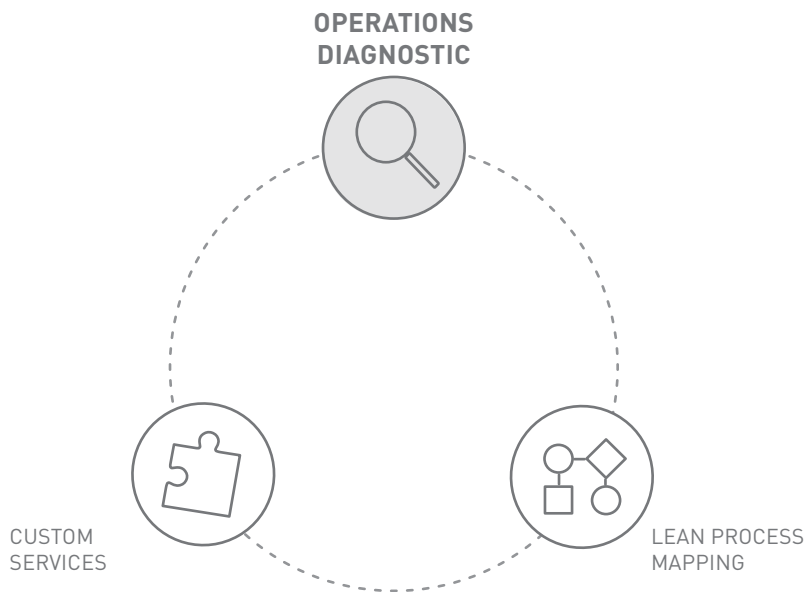 OPERATIONS
DIAGNOSTIC
CUSTOM
SERVICES
LEAN PROCESS
MAPPING